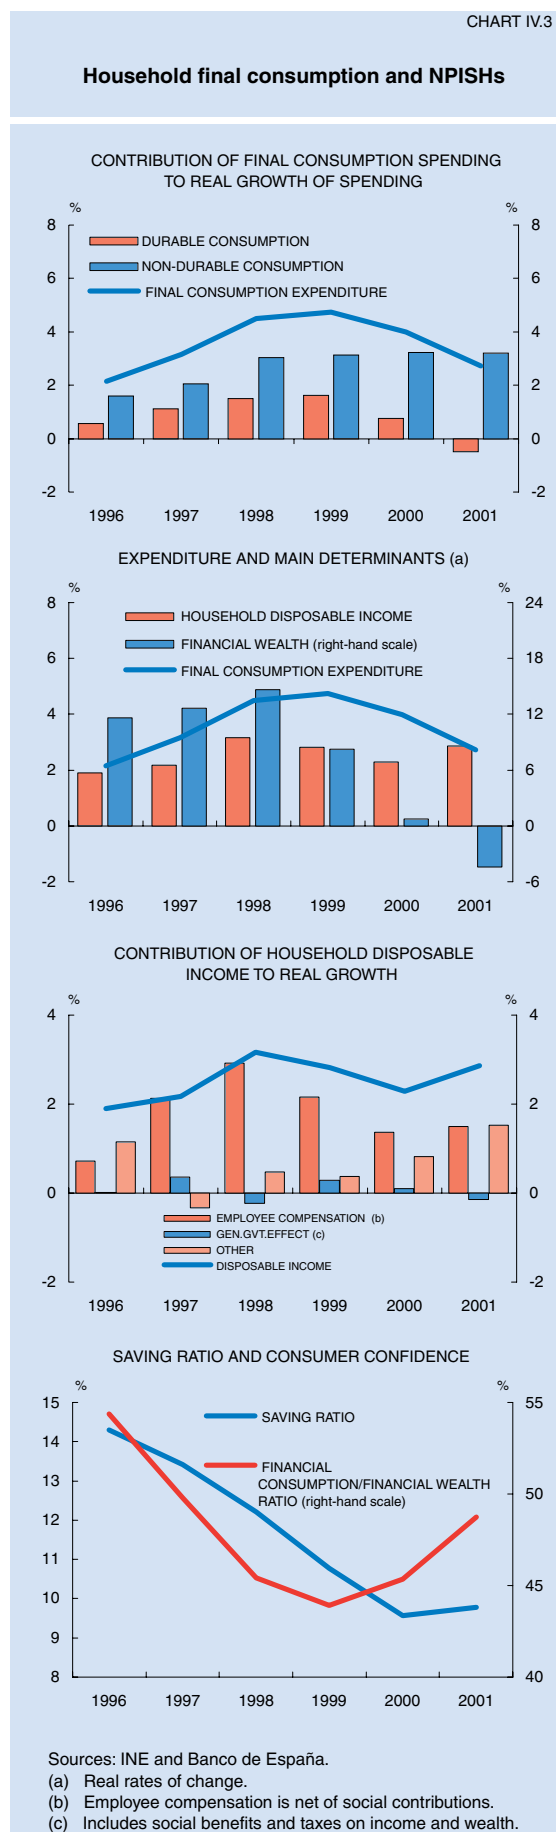 CHART IV.3
Household final consumption and NPISHs
CONTRIBUTION OF FINAL CONSUMPTION SPENDING
TO REAL GROWTH OF SPENDING
% %
8 8
DURABLE CONSUMPTION
NON-DURABLE CONSUMPTION
6 6
FINAL CONSUMPTION EXPENDITURE
4 4
2 2
0 0
-2 -2
1996 1997 1998 1999 2000 2001
EXPENDITURE AND MAIN DETERMINANTS (a)
% %
8 24
HOUSEHOLD DISPOSABLE INCOME
FINANCIAL WEALTH (right-hand scale)
6 18
FINAL CONSUMPTION EXPENDITURE
4 12
2 6
0 0
-2 -6
1996 1997 1998 1999 2000 2001
CONTRIBUTION OF HOUSEHOLD DISPOSABLE
INCOME TO REAL GROWTH
% %
4 4
2 2
0 0
EMPLOYEE COMPENSATION (b)
GEN.GVT.EFFECT (c)
OTHER
DISPOSABLE INCOME
-2 -2
1996 1997 1998 1999 2000 2001
SAVING RATIO AND CONSUMER CONFIDENCE
% %
15 55
SAVING RATIO
14
FINANCIAL
13 50
CONSUMPTION/FINANCIAL WEALTH
RATIO (right-hand scale)
12
11
10 45
9
8 40
1996 1997 1998 1999 2000 2001
Sources: INE and Banco de España.
(a) Real rates of change.
(b) Employee compensation is net of social contributions.
(c) Includes social benefits and taxes on income and wealth.